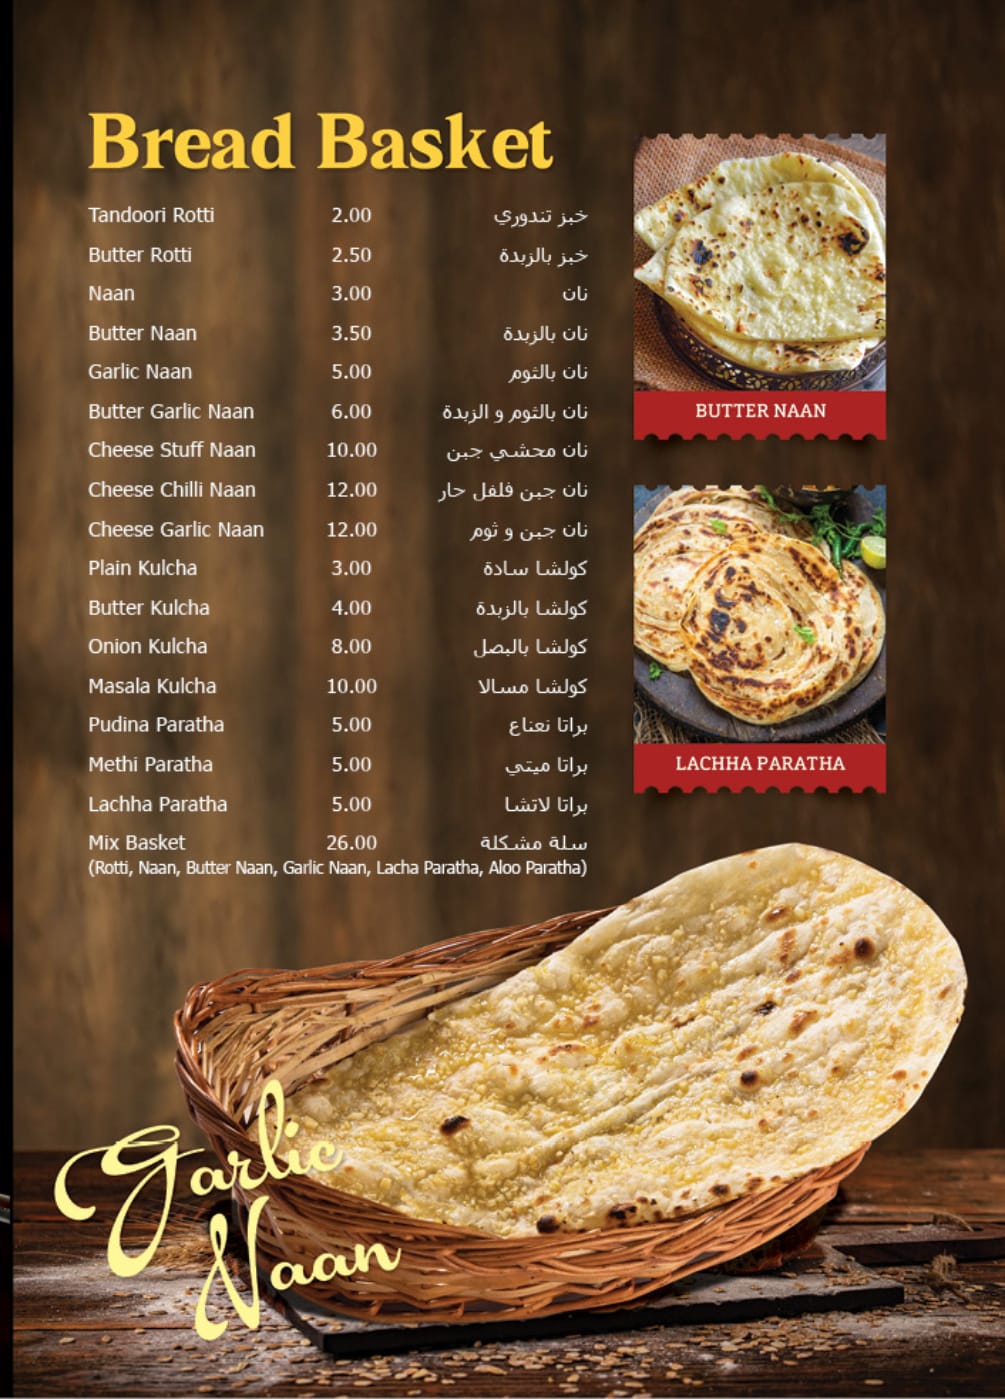 Bread Basket
Tandoori Rotti 2.00 خبز تندوري
Butter Rotti 2.50 خبز بالزبدة
Naan 3.00 نان
Butter Naan 3.50 نان بالزبدة
Garlic Naan 5.00 نان بالثوم
Butter Garlic Naan 6.00 نان بالثوم و الزبدة
Cheese Stuff Naan 10.00 نان محشي جبن
Cheese Chilli Naan 12.00 نان جبن فلفل حار
Cheese Garlic Naan 12.00 نان جبن و ثوم
Plain Kulcha 3.00 كولشا سادة
Butter Kulcha 4.00 كولشا بالزبدة
Onion Kulcha 8.00 كولشا بالبصل
Masala Kulcha 10.00 كولشا مسالا
Pudina Paratha 5.00 براتا نعناع
Methi Paratha 5.00 براتا ميتي
Lachha Paratha 5.00 براتا لاتشا
Mix Basket 26.00 سلة مشكلة
(Rotti, Naan, Butter Naan, Garlic Naan, Lacha Paratha, Aloo Paratha)
BUTTER NAAN
LACHHA PARATHA
Garlic
Naan